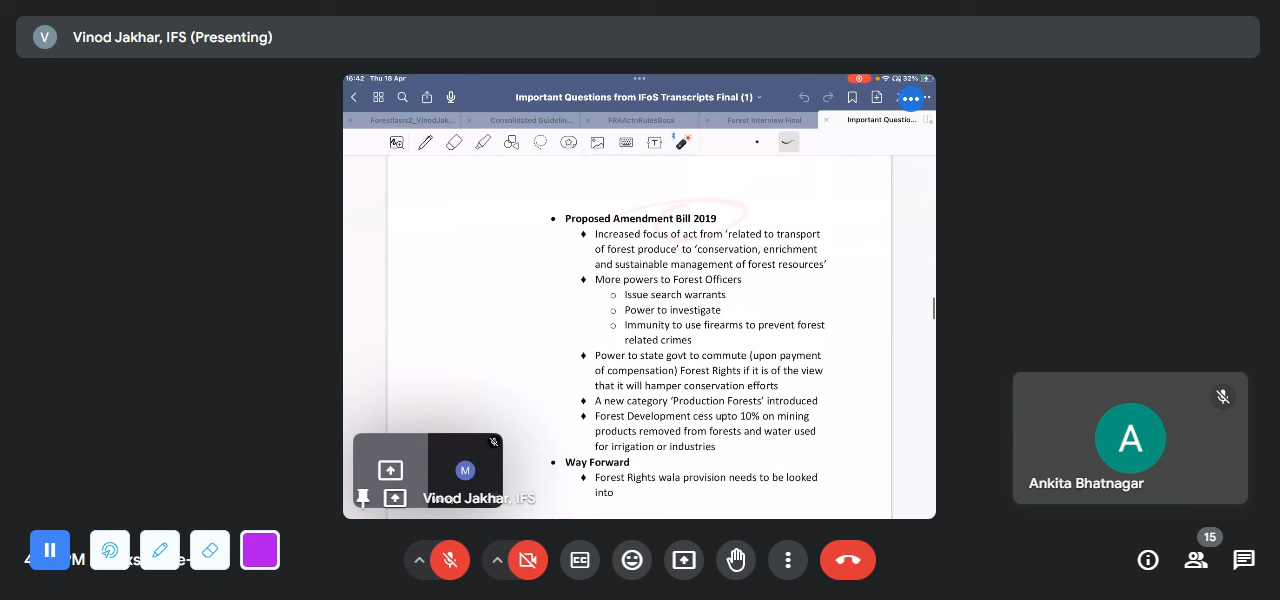 V Vinod Jakhar, IFS (Presenting)
16:42 Thu 18 Apr
32%
Important Questions from IFoS Transcripts Final (1)
Forestlaws2_VinodJak...
Consolidated Guidelin...
FRAActnRulesBook
Forest Interview Final
Important Questio...
• Proposed Amendment Bill 2019
♦ Increased focus of act from ‘related to transport
of forest produce’ to ‘conservation, enrichment
and sustainable management of forest resources’
♦ More powers to Forest Officers
o Issue search warrants
o Power to investigate
o Immunity to use firearms to prevent forest
related crimes
♦ Power to state govt to commute (upon payment
of compensation) Forest Rights if it is of the view
that it will hamper conservation efforts
♦ A new category ‘Production Forests’ introduced
♦ Forest Development cess upto 10% on mining
products removed from forests and water used
for irrigation or industries
• Way Forward
♦ Forest Rights wala provision needs to be looked
into
M
Vinod Jakhar, IFS
A
Ankita Bhatnagar
15